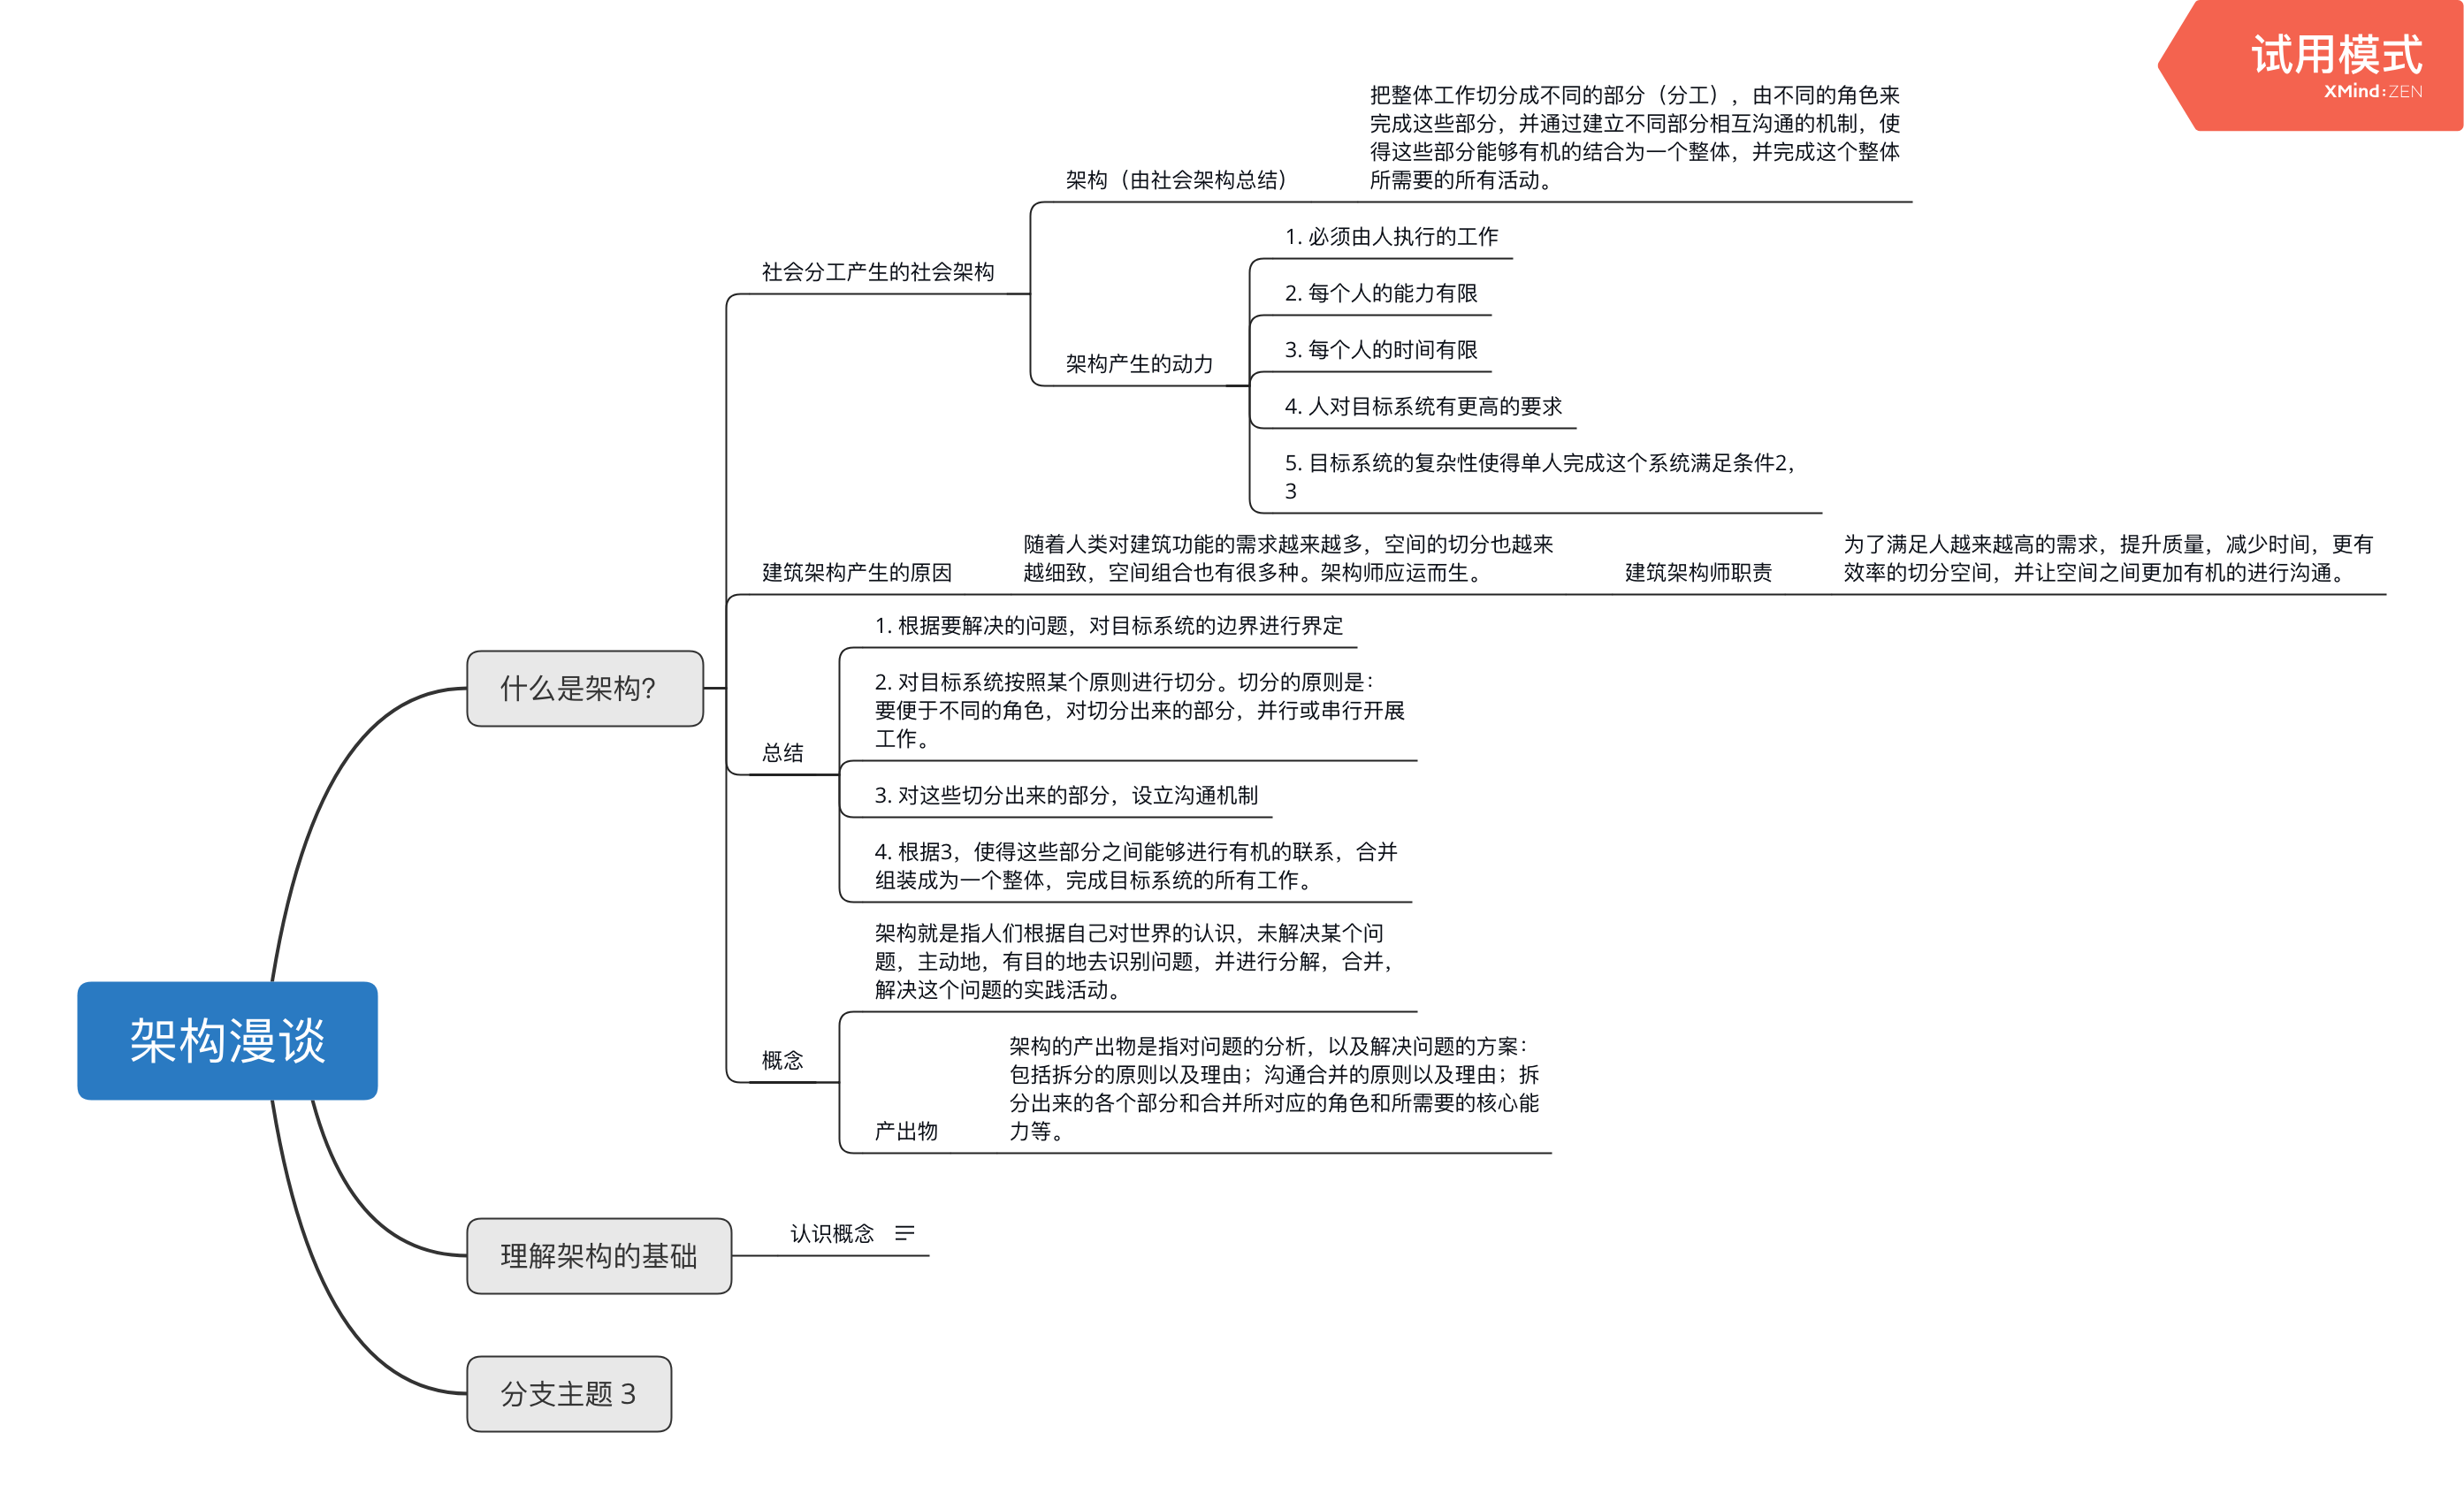 试用模式
XMind:ZEN
架构漫谈
什么是架构?
社会分工产生的社会架构
架构（由社会架构总结）
把整体工作切分成不同的部分（分工），由不同的角色来
完成这些部分，并通过建立不同部分相互沟通的机制，使
得这些部分能够有机的结合为一个整体，并完成这个整体
所需要的所有活动。
架构产生的动力
1. 必须由人执行的工作
2. 每个人的能力有限
3. 每个人的时间有限
4. 人对目标系统有更高的要求
5. 目标系统的复杂性使得单人完成这个系统满足条件2，
3
建筑架构产生的原因
随着人类对建筑功能的需求越来越多，空间的切分也越来
越细致，空间组合也有很多种。架构师应运而生。
建筑架构师职责
为了满足人越来越高的需求，提升质量，减少时间，更有
效率的切分空间，并让空间之间更加有机的进行沟通。
总结
1. 根据要解决的问题，对目标系统的边界进行界定
2. 对目标系统按照某个原则进行切分。切分的原则是：
要便于不同的角色，对切分出来的部分，并行或串行开展
工作。
3. 对这些切分出来的部分，设立沟通机制
4. 根据3，使得这些部分之间能够进行有机的联系，合并
组装成为一个整体，完成目标系统的所有工作。
概念
架构就是指人们根据自己对世界的认识，未解决某个问
题，主动地，有目的地去识别问题，并进行分解，合并，
解决这个问题的实践活动。
产出物
架构的产出物是指对问题的分析，以及解决问题的方案：
包括拆分的原则以及理由；沟通合并的原则以及理由；拆
分出来的各个部分和合并所对应的角色和所需要的核心能
力等。
理解架构的基础
认识概念
分支主题 3